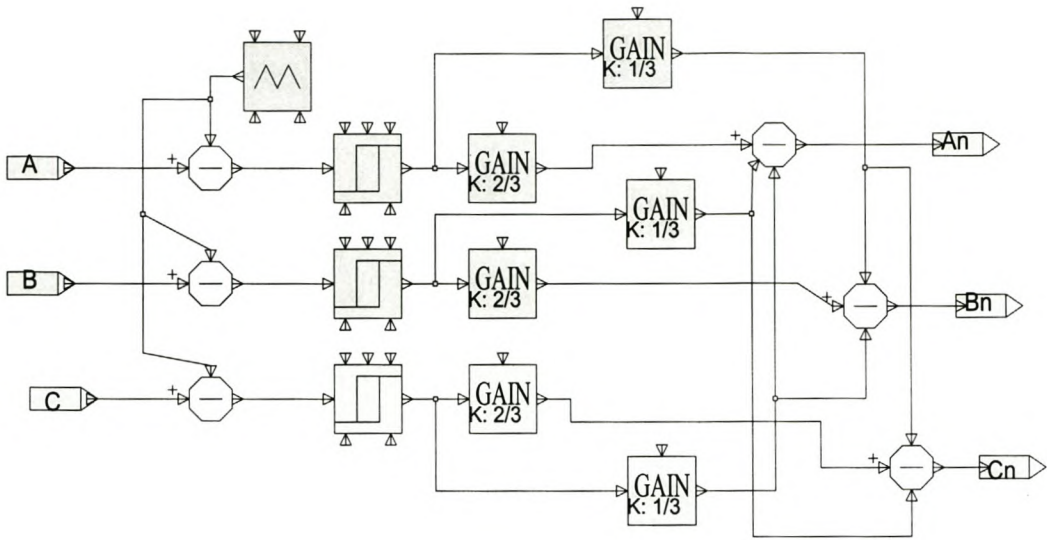 GAIN
K: 1/3
A
+
GAIN
K: 2/3
+
An
GAIN
K: 1/3
B
+
GAIN
K: 2/3
+
Bn
C
+
GAIN
K: 2/3
+
Cn
GAIN
K: 1/3